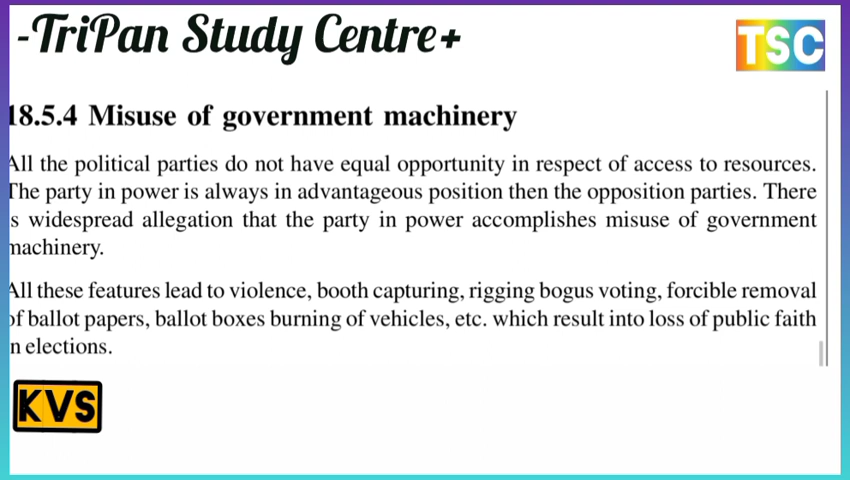 -TriPan Study Centre+
TSC
18.5.4 Misuse of government machinery
All the political parties do not have equal opportunity in respect of access to resources.
The party in power is always in advantageous position then the opposition parties. There
s widespread allegation that the party in power accomplishes misuse of government
machinery.
All these features lead to violence, booth capturing, rigging bogus voting, forcible removal
of ballot papers, ballot boxes burning of vehicles, etc. which result into loss of public faith
n elections.
KVS